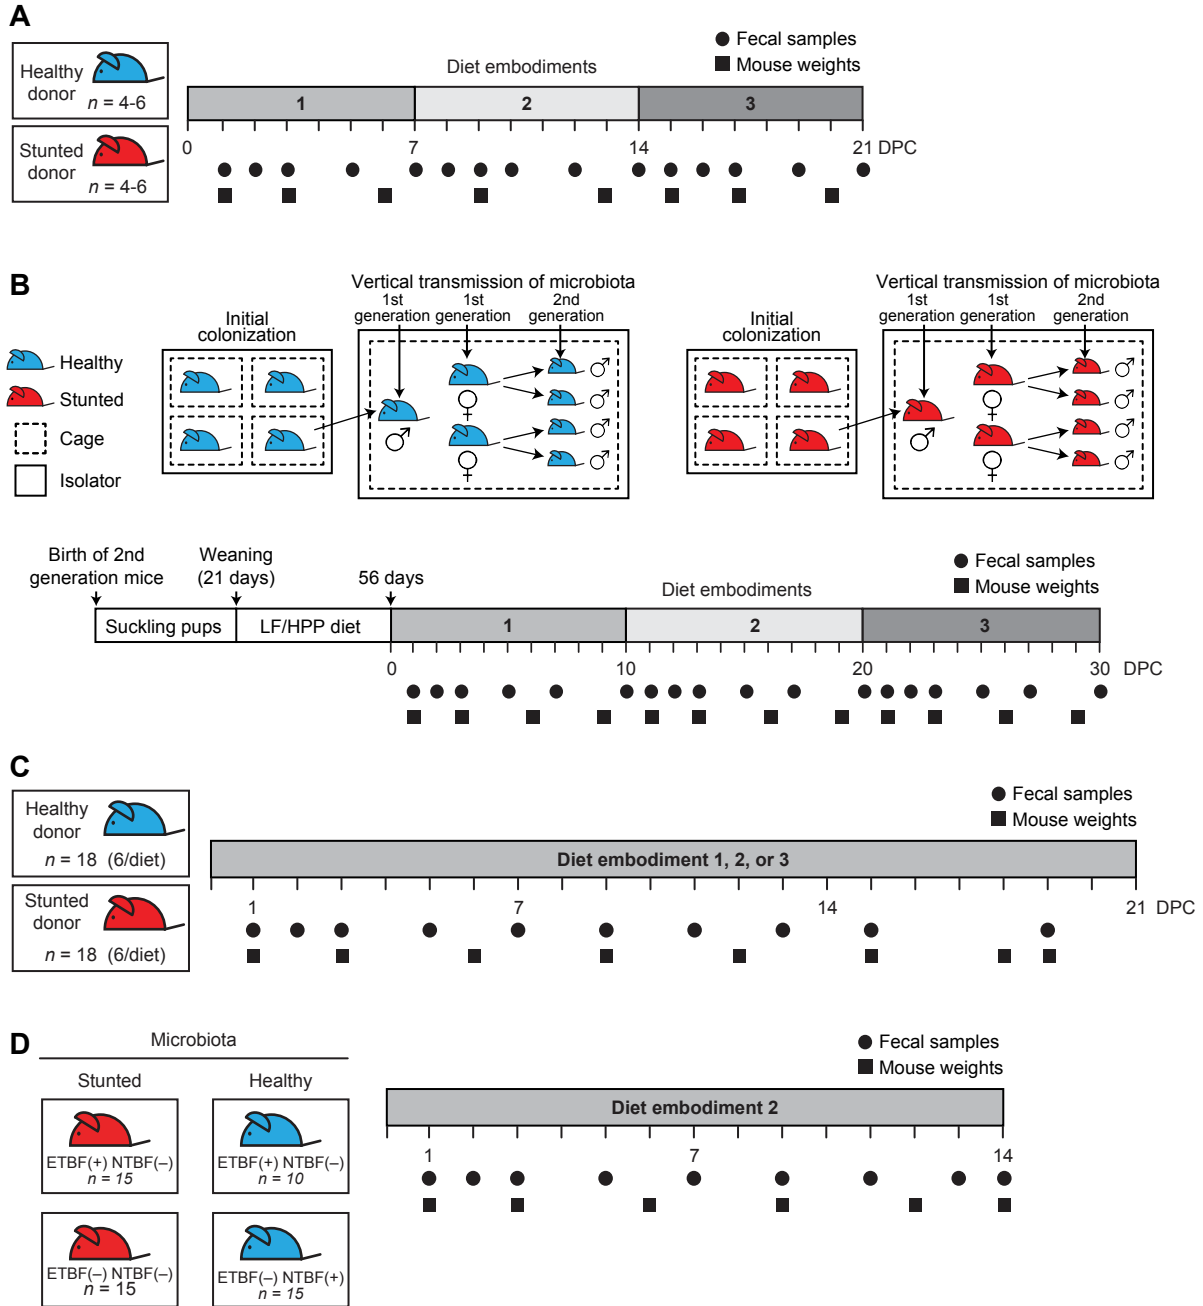 A
Healthy
donor
n = 4-6
Stunted
donor
n = 4-6
Fecal samples
Mouse weights
Diet embodiments
1
2
3
0
7
14
21 DPC
B
Healthy
Stunted
Cage
Isolator
Initial
colonization
Vertical transmission of microbiota
1st
generation
1st
generation
2nd
generation
♂
♀
♀
♂
♂
♂
♂
Initial
colonization
Vertical transmission of microbiota
1st
generation
1st
generation
2nd
generation
♂
♀
♀
♂
♂
♂
♂
Birth of 2nd
generation mice
Weaning
(21 days)
56 days
Fecal samples
Mouse weights
Diet embodiments
Suckling pups
LF/HPP diet
1
2
3
0
10
20
30 DPC
C
Healthy
donor
n = 18 (6/diet)
Stunted
donor
n = 18 (6/diet)
Fecal samples
Mouse weights
Diet embodiment 1, 2, or 3
1
7
14
21 DPC
D
Microbiota
Stunted
Healthy
ETBF(+) NTBF(–)
n = 15
ETBF(+) NTBF(–)
n = 10
ETBF(–) NTBF(–)
n = 15
ETBF(–) NTBF(+)
n = 15
Fecal samples
Mouse weights
Diet embodiment 2
1
7
14